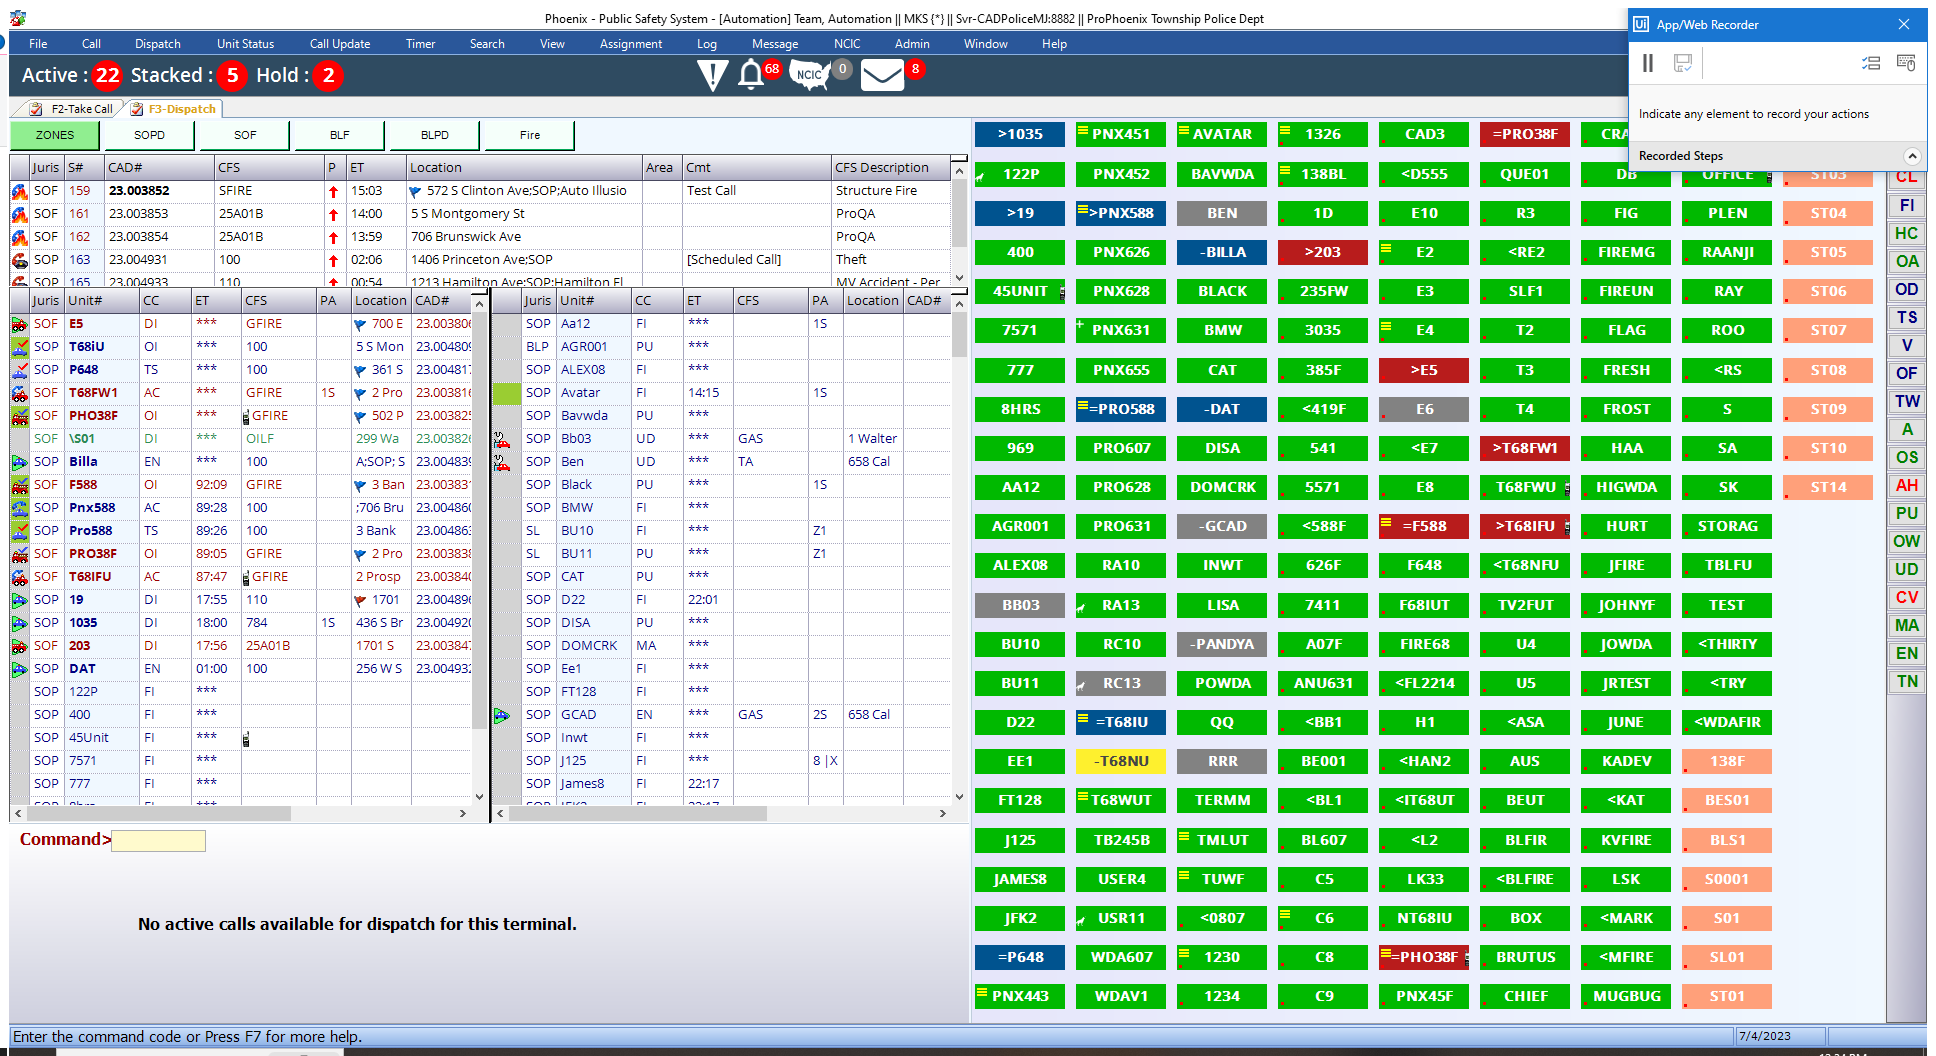 Phoenix - Public Safety System - [Automation] Team, Automation || MKS {*} || Svr-CADPoliceMJ:8882 || ProPhoenix Township Police Dept
File Call Dispatch Unit Status Call Update Timer Search View Assignment Log Message NCIC Admin Window Help
Active : 22 Stacked : 5 Hold : 2
68 NCIC 0 8
Ui App/Web Recorder
Indicate any element to record your actions
Recorded Steps
F2-Take Call F3-Dispatch
ZONES SOPD SOF BLF BLPD Fire
Juris S# CAD# CFS P ET Location Area Cmt CFS Description
SOF 159 23.003852 SFIRE 15:03 572 S Clinton Ave;SOP;Auto Illusio Test Call Structure Fire
SOF 161 23.003853 25A01B 14:00 5 S Montgomery St ProQA
SOF 162 23.003854 25A01B 13:59 706 Brunswick Ave ProQA
SOP 163 23.004931 100 02:06 1406 Princeton Ave;SOP [Scheduled Call] Theft
SOP 165 23.004933 110 00:54 1213 Hamilton Ave;SOP;Hamilton El MV Accident - Per
Juris Unit# CC ET CFS PA Location CAD#
SOF E5 DI *** GFIRE 700 E 23.003806
SOP T68iU OI *** 100 5 S Mon 23.004809
SOP P648 TS *** 100 361 S 23.004817
SOF T68FW1 AC *** GFIRE 1S 2 Pro 23.003816
SOF PHO38F OI *** GFIRE 502 P 23.003825
SOF \S01 DI *** OILF 299 Wa 23.003826
SOP Billa EN *** 100 A;SOP; S 23.004839
SOF F588 OI 92:09 GFIRE 3 Ban 23.003831
SOP Pnx588 AC 89:28 100 ;706 Bru 23.004860
SOP Pro588 TS 89:26 100 3 Bank 23.004863
SOF PRO38F OI 89:05 GFIRE 2 Pro 23.003838
SOF T68IFU AC 87:47 GFIRE 2 Prosp 23.003840
SOP 19 DI 17:55 110 1701 23.004896
SOP 1035 DI 18:00 784 1S 436 S Br 23.004920
SOF 203 DI 17:56 25A01B 1701 S 23.003847
SOP DAT EN 01:00 100 256 W S 23.004932
SOP 122P FI ***
SOP 400 FI ***
SOP 45Unit FI ***
SOP 7571 FI ***
SOP 777 FI ***
Juris Unit# CC ET CFS PA Location CAD#
SOP Aa12 FI *** 1S
BLP AGR001 PU ***
SOP ALEX08 FI ***
SOP Avatar FI 14:15 1S
SOP Bavwda PU ***
SOP Bb03 UD *** GAS 1 Walter
SOP Ben UD *** TA 658 Cal
SOP Black PU *** 1S
SOP BMW FI ***
SL BU10 FI *** Z1
SL BU11 PU *** Z1
SOP CAT PU ***
SOP D22 FI 22:01
SOP DISA PU ***
SOP DOMCRK MA ***
SOP Ee1 FI ***
SOP FT128 FI ***
SOP GCAD EN *** GAS 2S 658 Cal
SOP Inwt FI ***
SOP J125 FI *** 8 |X
SOP James8 FI 22:17
Command>
No active calls available for dispatch for this terminal.
>1035 PNX451 AVATAR 1326 CAD3 =PRO38F
122P PNX452 BAVWDA 138BL <D555 QUE01 DB OFFICE ST03 CL
>19 >PNX588 BEN 1D E10 R3 FIG PLEN ST04 FI
400 PNX626 -BILLA >203 E2 <RE2 FIREMG RAANJI ST05 HC OA
45UNIT PNX628 BLACK 235FW E3 SLF1 FIREUN RAY ST06 OD
7571 PNX631 BMW 3035 E4 T2 FLAG ROO ST07 TS V
777 PNX655 CAT 385F >E5 T3 FRESH <RS ST08 OF
8HRS =PRO588 -DAT <419F E6 T4 FROST S ST09 TW A
969 PRO607 DISA 541 <E7 >T68FW1 HAA SA ST10 OS
AA12 PRO628 DOMCRK 5571 E8 T68FWU HIGWDA SK ST14 AH
AGR001 PRO631 -GCAD <588F =F588 >T68IFU HURT STORAG PU OW
ALEX08 RA10 INWT 626F F648 <T68NFU JFIRE TBLFU UD
BB03 RA13 LISA 7411 F68IUT TV2FUT JOHNYF TEST CV MA
BU10 RC10 -PANDYA A07F FIRE68 U4 JOWDA <THIRTY EN
BU11 RC13 POWDA ANU631 <FL2214 U5 JRTEST <TRY TN
D22 =T68IU QQ <BB1 H1 <ASA JUNE <WDAFIR
EE1 -T68NU RRR BE001 <HAN2 AUS KADEV 138F
FT128 T68WUT TERMM <BL1 <IT68UT BEUT <KAT BES01
J125 TB245B TMLUT BL607 <L2 BLFIR KVFIRE BLS1
JAMES8 USER4 TUWF C5 LK33 <BLFIRE LSK S0001
JFK2 USR11 <0807 C6 NT68IU BOX <MARK S01
=P648 WDA607 1230 C8 =PHO38F BRUTUS <MFIRE SL01
PNX443 WDAV1 1234 C9 PNX45F CHIEF MUGBUG ST01
Enter the command code or Press F7 for more help. 7/4/2023